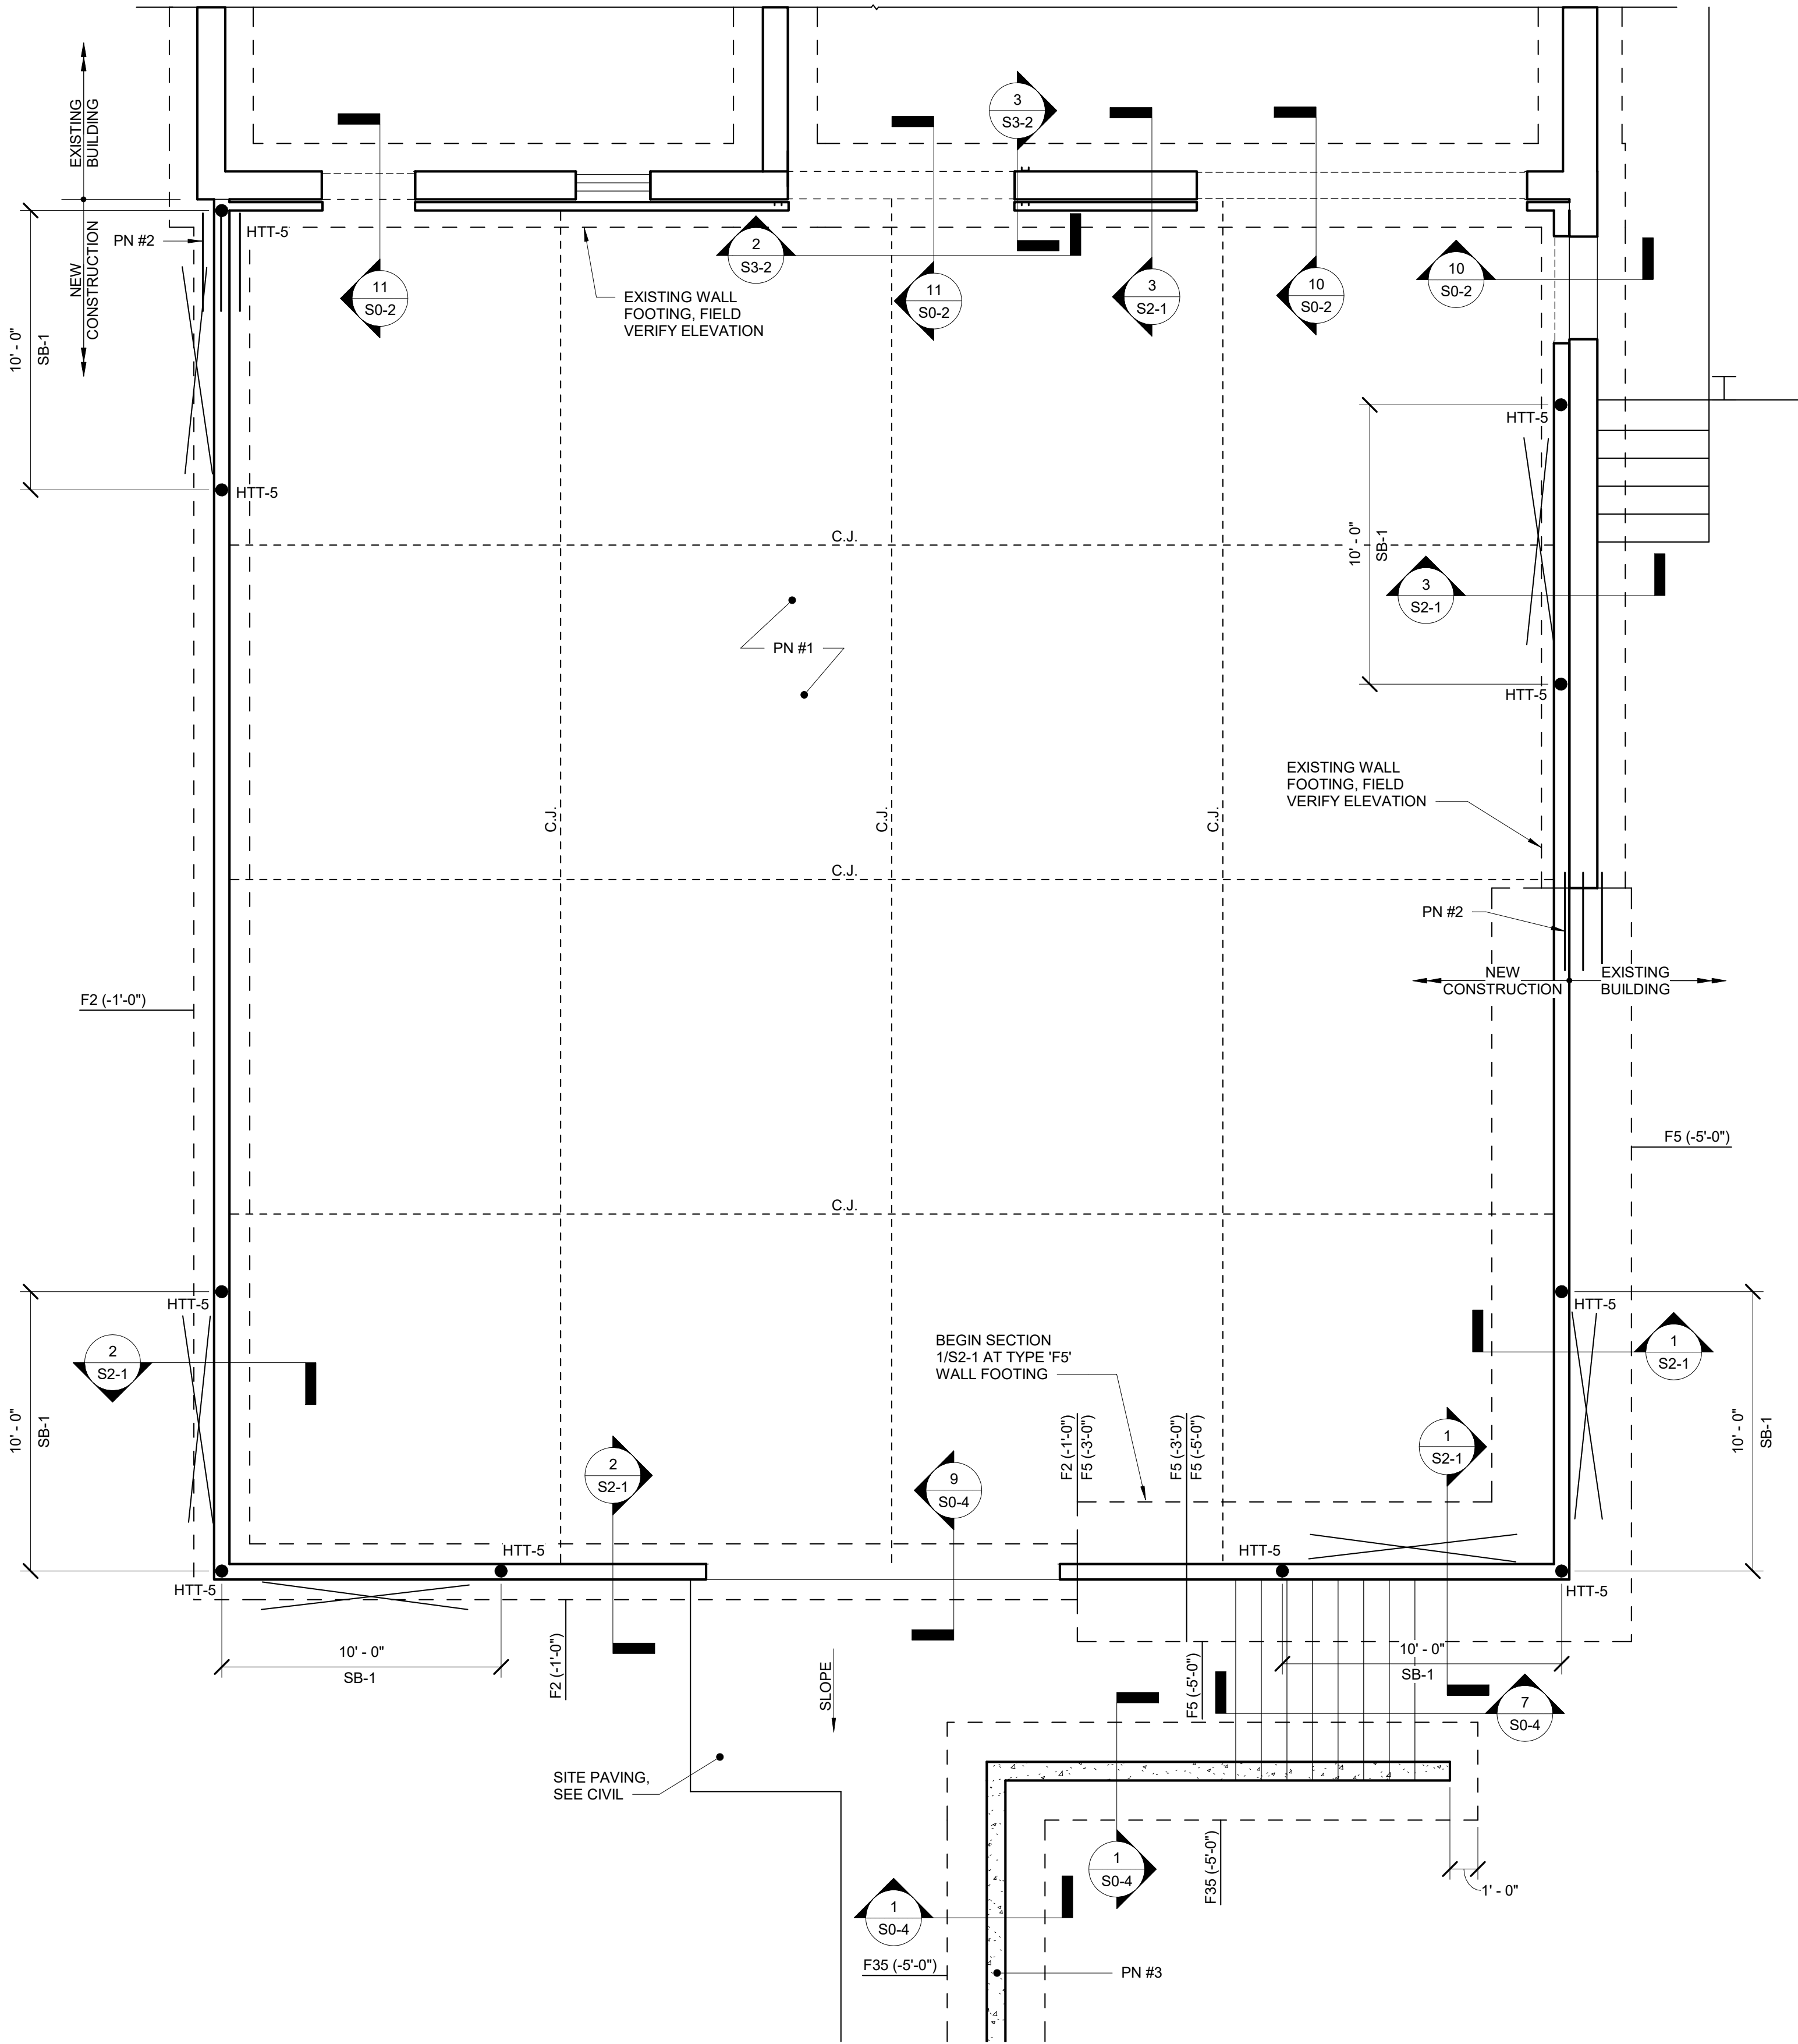 3
S3-2
EXISTING
BUILDING
NEW
CONSTRUCTION
PN #2
HTT-5
2
S3-2
11
S0-2
11
S0-2
3
S2-1
10
S0-2
10
S0-2
EXISTING WALL
FOOTING, FIELD
VERIFY ELEVATION
10' - 0"
SB-1
HTT-5
HTT-5
10' - 0"
SB-1
C.J.
3
S2-1
PN #1
HTT-5
EXISTING WALL
FOOTING, FIELD
VERIFY ELEVATION
C.J.
C.J.
C.J.
C.J.
PN #2
NEW
CONSTRUCTION
EXISTING
BUILDING
F2 (-1'-0")
F5 (-5'-0")
C.J.
HTT-5
HTT-5
2
S2-1
BEGIN SECTION
1/S2-1 AT TYPE 'F5'
WALL FOOTING
1
S2-1
10' - 0"
SB-1
10' - 0"
SB-1
F2 (-1'-0")
F5 (-3'-0")
F5 (-3'-0")
F5 (-5'-0")
1
S2-1
2
S2-1
9
S0-4
HTT-5
HTT-5
HTT-5
HTT-5
10' - 0"
SB-1
F2 (-1'-0")
SLOPE
F5 (-5'-0")
10' - 0"
SB-1
7
S0-4
SITE PAVING,
SEE CIVIL
1
S0-4
F35 (-5'-0")
1' - 0"
1
S0-4
F35 (-5'-0")
PN #3